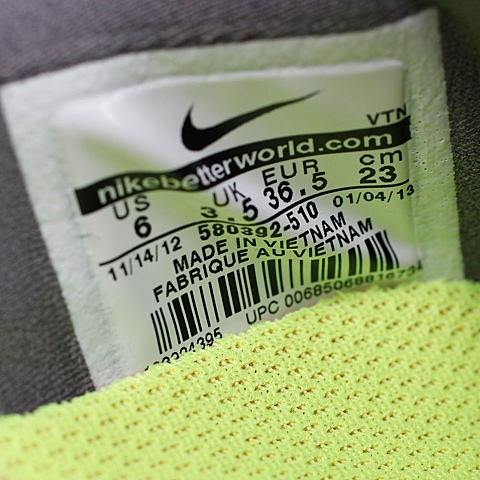 VTN
nikebetterworld.com
US UK EUR cm
6 3.5 36.5 23
11/14/12 580392-510 01/04/13
MADE IN VIETNAM
FABRIQUE AU VIETNAM
UPC